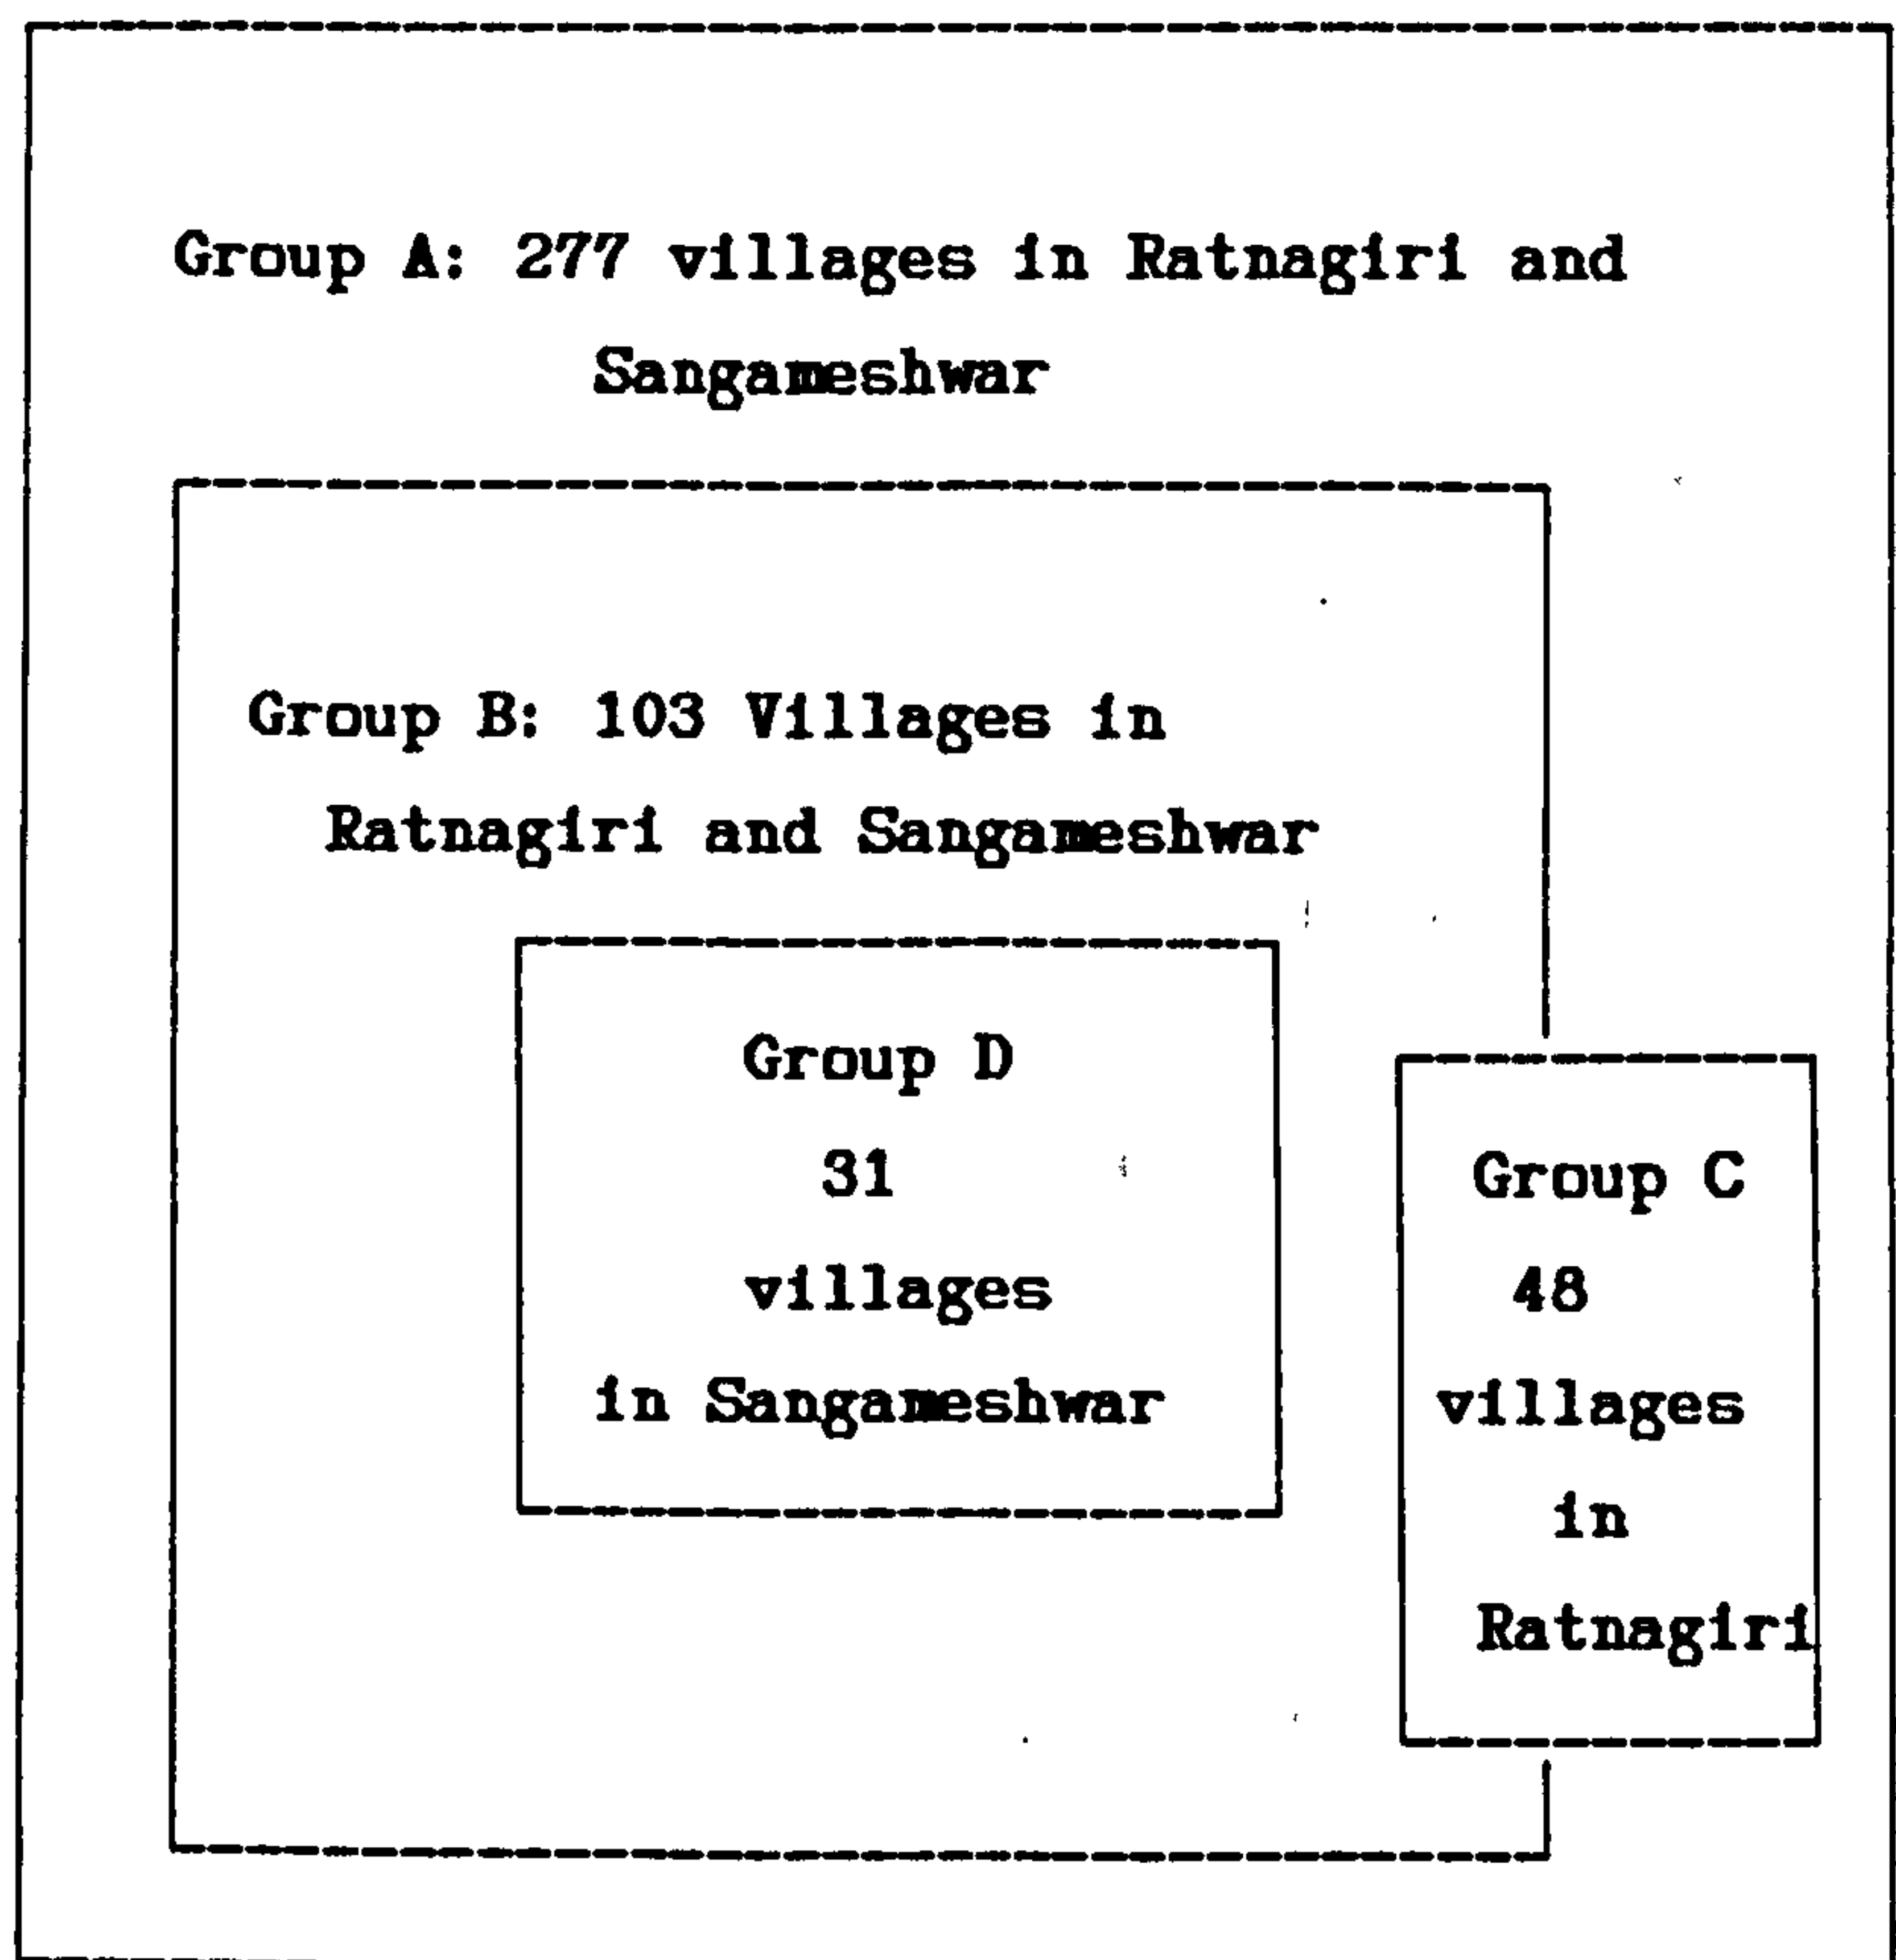 Group A: 277 villages in Ratnagiri and
Sangameshwar
Group B: 103 Villages in
Ratnagiri and Sangameshwar
Group D
31
villages
in Sangameshwar
Group C
48
villages
in
Ratnagiri